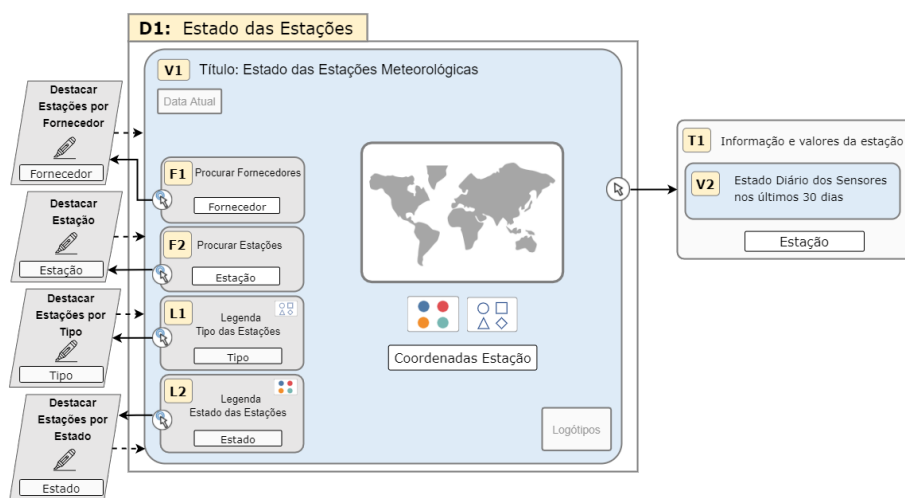 D1: Estado das Estações
V1 Título: Estado das Estações Meteorológicas
Data Atual
Destacar
Estações por
Fornecedor
Fornecedor
F1 Procurar Fornecedores
Fornecedor
Destacar
Estação
Estação
F2 Procurar Estações
Estação
Destacar
Estações por
Tipo
Tipo
L1 Legenda
Tipo das Estações
Tipo
Destacar
Estações por
Estado
Estado
L2 Legenda
Estado das Estações
Estado
Coordenadas Estação
Logótipos
T1 Informação e valores da estação
V2 Estado Diário dos Sensores
nos últimos 30 dias
Estação